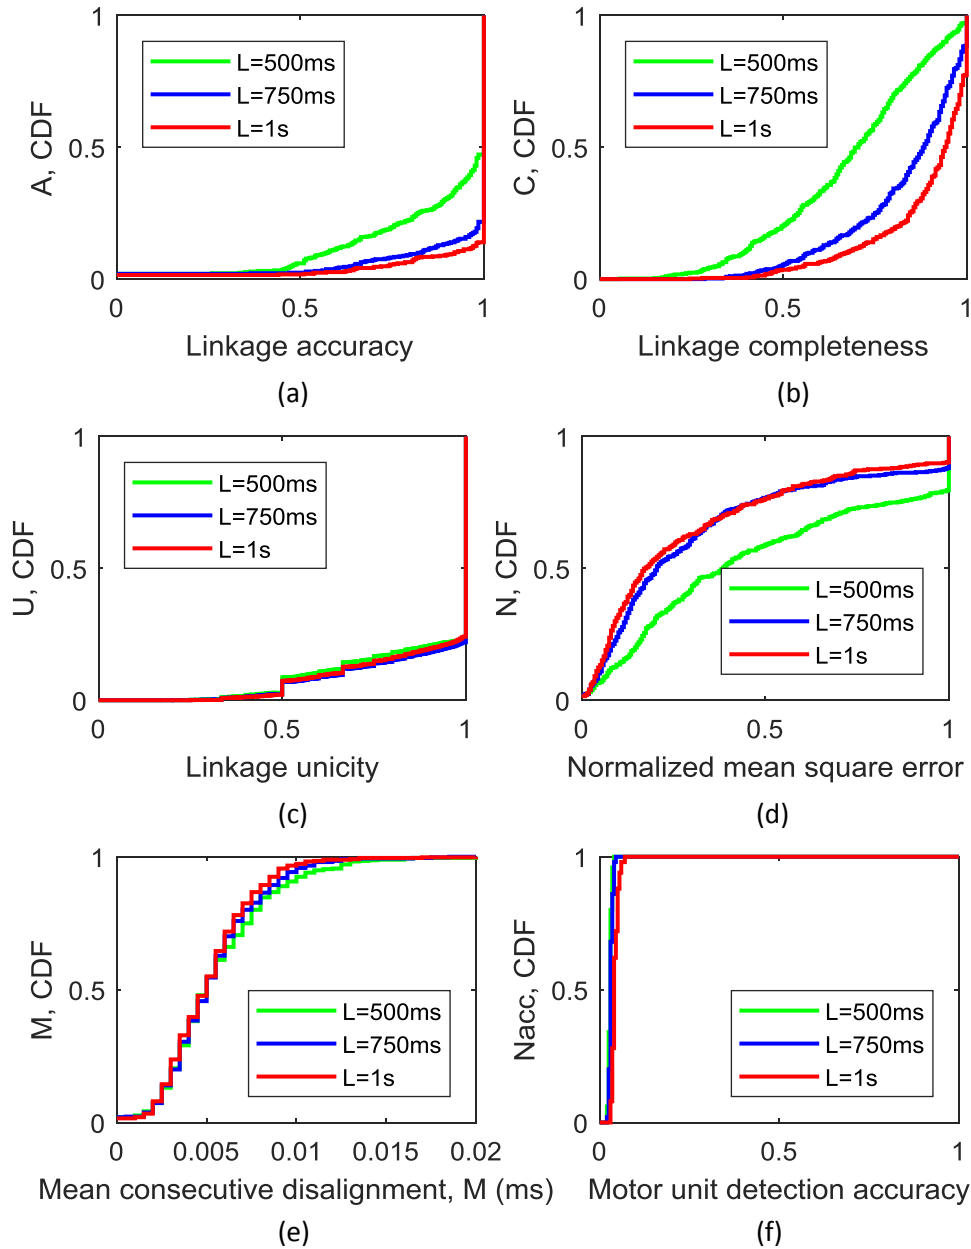 A, CDF
1
0.5
0
L=500ms
L=750ms
L=1s
0 0.5 1
Linkage accuracy
(a)
C, CDF
1
0.5
0
L=500ms
L=750ms
L=1s
0 0.5 1
Linkage completeness
(b)
U, CDF
1
0.5
0
L=500ms
L=750ms
L=1s
0 0.5 1
Linkage unicity
(c)
N, CDF
1
0.5
0
L=500ms
L=750ms
L=1s
0 0.5 1
Normalized mean square error
(d)
M, CDF
1
0.5
0
L=500ms
L=750ms
L=1s
0 0.005 0.01 0.015 0.02
Mean consecutive disalignment, M (ms)
(e)
Nacc, CDF
1
0.5
0
L=500ms
L=750ms
L=1s
0 1
Motor unit detection accuracy
(f)